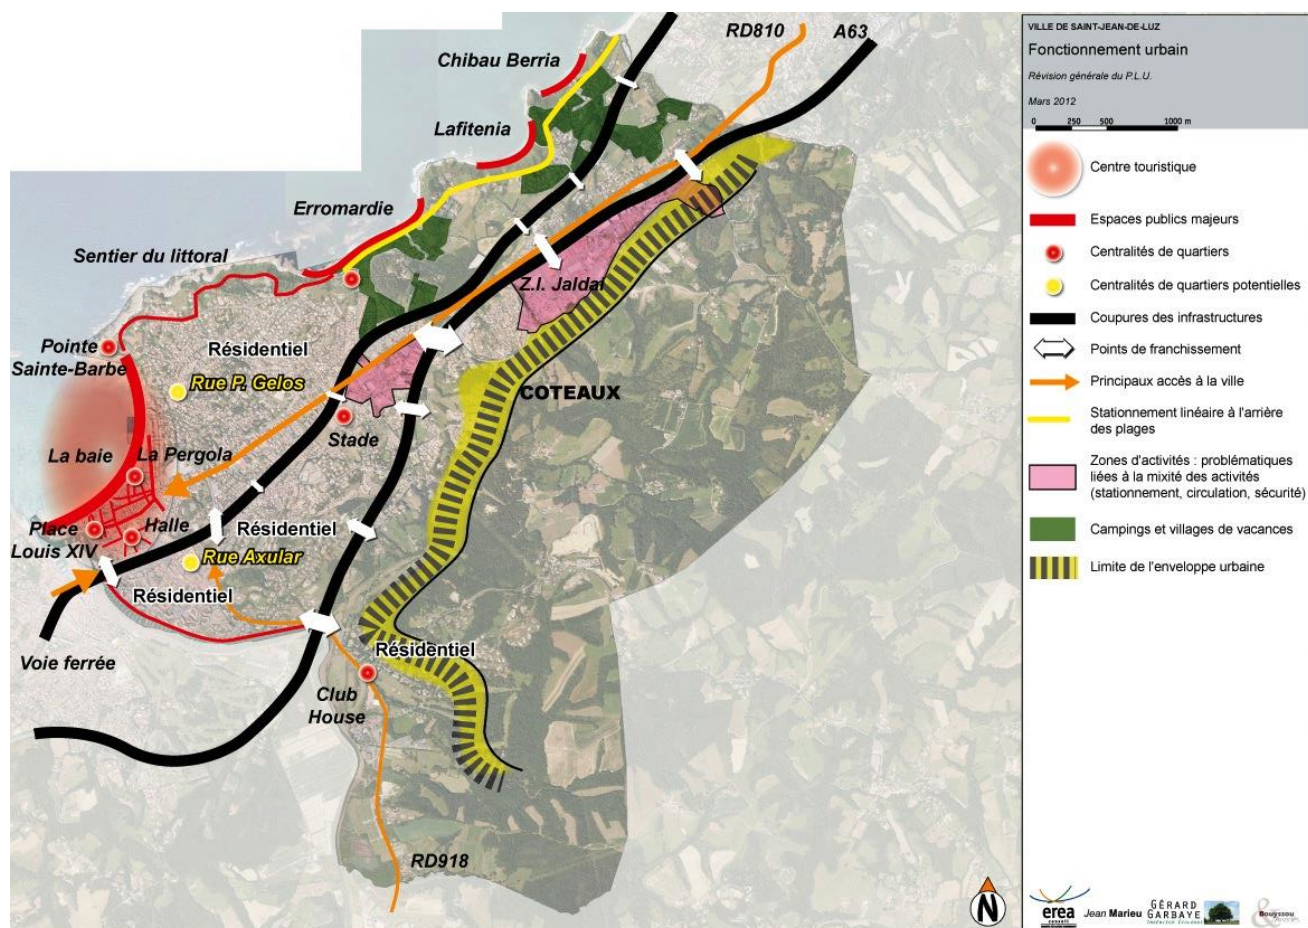 RD810
A63
Chibau Berria
Lafitenia
Erromardie
Sentier du littoral
Z.I. Jaldai
Pointe
Sainte-Barbe
Résidentiel
Rue P. Gelos
COTEAUX
Stade
La baie
La Pergola
Place
Louis XIV
Halle
Résidentiel
Rue Axular
Résidentiel
Voie ferrée
Résidentiel
Club
House
RD918
N
VILLE DE SAINT-JEAN-DE-LUZ
Fonctionnement urbain
Révision générale du P.L.U.
Mars 2012
0 250 500 1000 m
Centre touristique
Espaces publics majeurs
Centralités de quartiers
Centralités de quartiers potentielles
Coupures des infrastructures
Points de franchissement
Principaux accès à la ville
Stationnement linéaire à l'arrière
des plages
Zones d'activités : problématiques
liées à la mixité des activités
(stationnement, circulation, sécurité)
Campings et villages de vacances
Limite de l'enveloppe urbaine
erea
conseil
Jean Marieu
GÉRARD
GARBAYE
Bouyssou